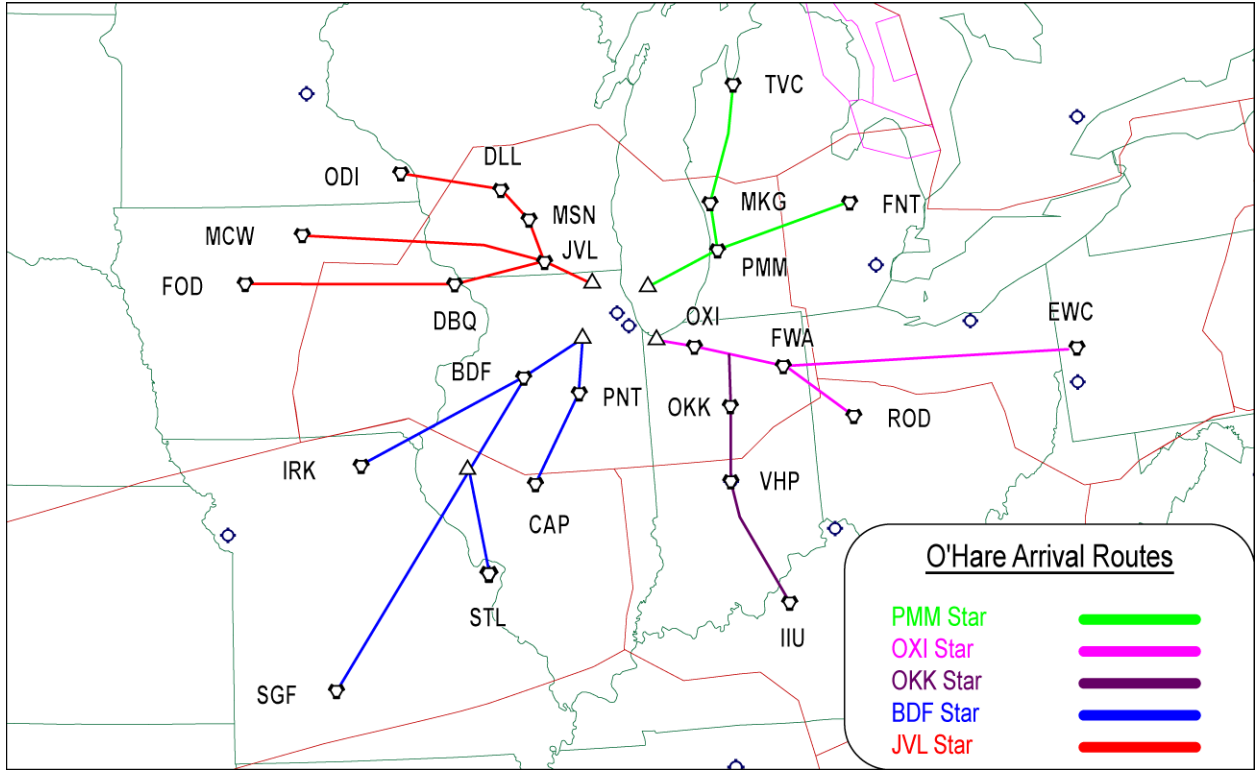 TVC
DLL
ODI
MSN
MKG
FNT
MCW
JVL
PMM
FOD
DBQ
OXI
EWC
FWA
BDF
PNT
OKK
ROD
IRK
VHP
CAP
STL
IIU
SGF
O'Hare Arrival Routes
PMM Star
OXI Star
OKK Star
BDF Star
JVL Star